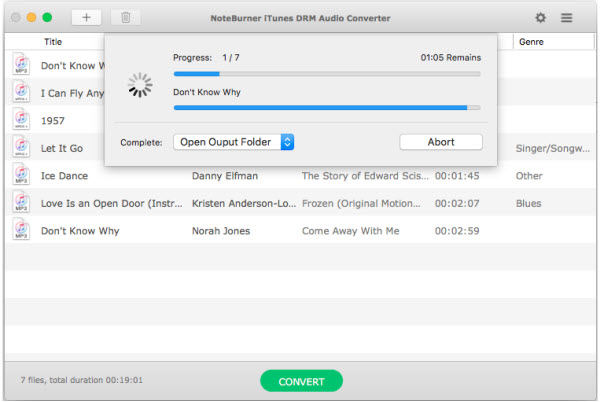 NoteBurner iTunes DRM Audio Converter
Title Genre
Progress: 1 / 7 01:05 Remains
Don't Know Why
Complete: Open Ouput Folder Abort
MP3 Don't Know W
MP3 I Can Fly Any
MP3 1957
MP3 Let It Go Singer/Songw...
MP3 Ice Dance Danny Elfman The Story of Edward Scis... 00:01:45 Other
MP3 Love Is an Open Door (Instr... Kristen Anderson-Lo... Frozen (Original Motion... 00:02:07 Blues
MP3 Don't Know Why Norah Jones Come Away With Me 00:02:59
7 files, total duration 00:19:01 CONVERT